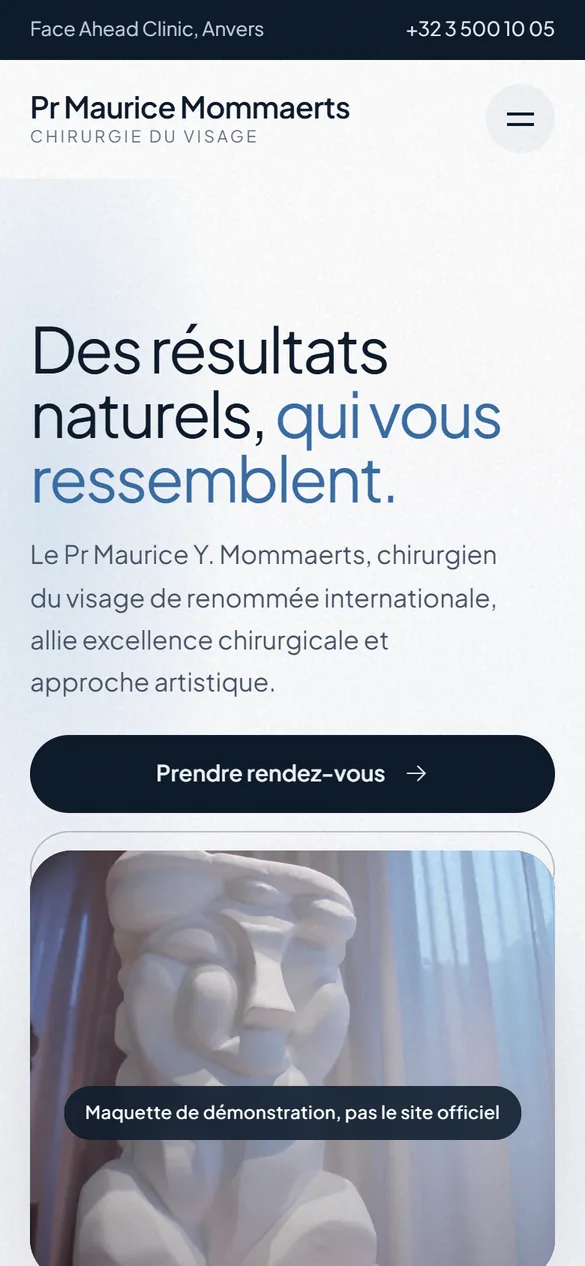 Face Ahead Clinic, Anvers
+32 3 500 10 05
Pr Maurice Mommaerts
CHIRURGIE DU VISAGE
Des résultats
naturels, qui vous
ressemblent.
Le Pr Maurice Y. Mommaerts, chirurgien
du visage de renommée internationale,
allie excellence chirurgicale et
approche artistique.
Prendre rendez-vous →
Maquette de démonstration, pas le site officiel